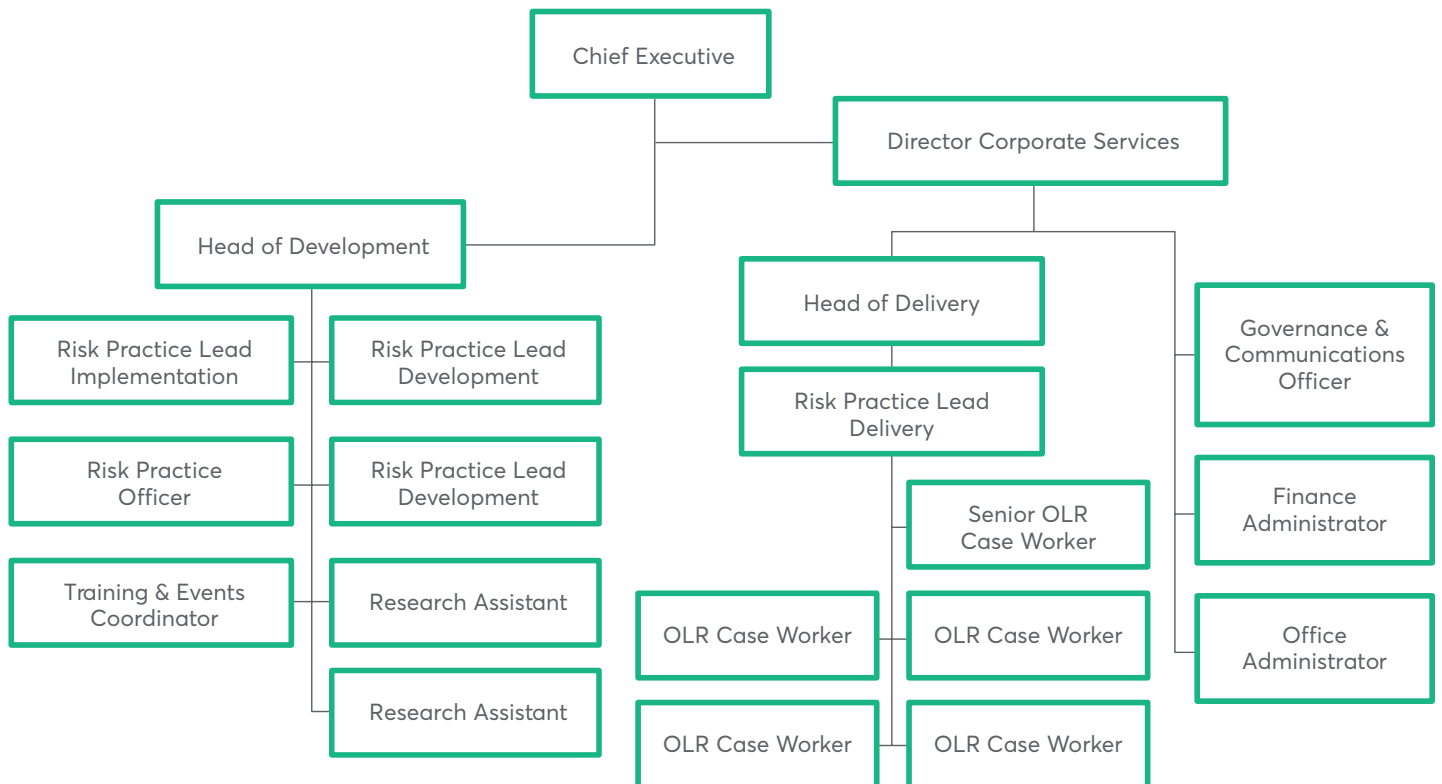 Chief Executive
Director Corporate Services
Head of Development
Head of Delivery
Governance &
Communications
Officer
Risk Practice Lead
Implementation
Risk Practice Lead
Development
Risk Practice Lead
Delivery
Risk Practice
Officer
Risk Practice Lead
Development
Senior OLR
Case Worker
Finance
Administrator
Training & Events
Coordinator
Research Assistant
OLR Case Worker
OLR Case Worker
Office
Administrator
Research Assistant
OLR Case Worker
OLR Case Worker